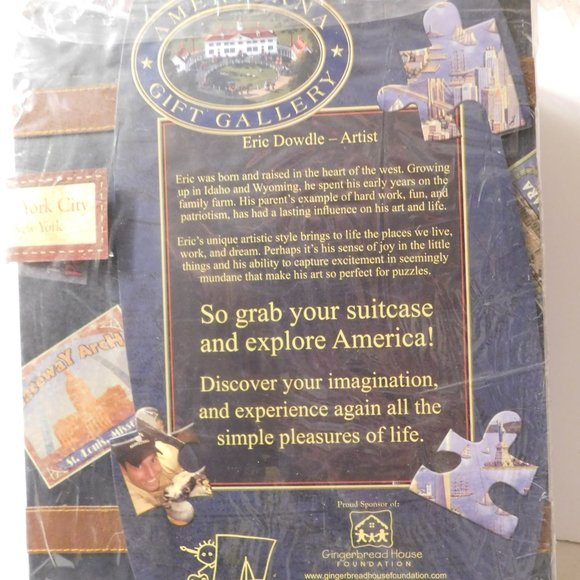 AMERICANA
GIFT GALLERY
Eric Dowdle – Artist
Eric was born and raised in the heart of the west. Growing
up in Idaho and Wyoming, he spent his early years on the
family farm. His parent's example of hard work, fun, and
patriotism, has had a lasting influence on his art and life.
Eric's unique artistic style brings to life the places we live,
work, and dream. Perhaps it's his sense of joy in the little
things and his ability to capture excitement in seemingly
mundane that make his art so perfect for puzzles.
So grab your suitcase
and explore America!
Discover your imagination,
and experience again all the
simple pleasures of life.
York City
New York
Gateway Arch
St. Louis,
Proud Sponsor of:
Gingerbread House
FOUNDATION
www.gingerbreadhousefoundation.com